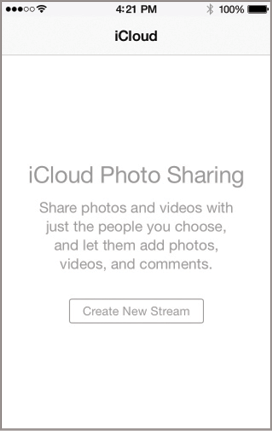 4:21 PM 100%
iCloud
iCloud Photo Sharing
Share photos and videos with
just the people you choose,
and let them add photos,
videos, and comments.
Create New Stream